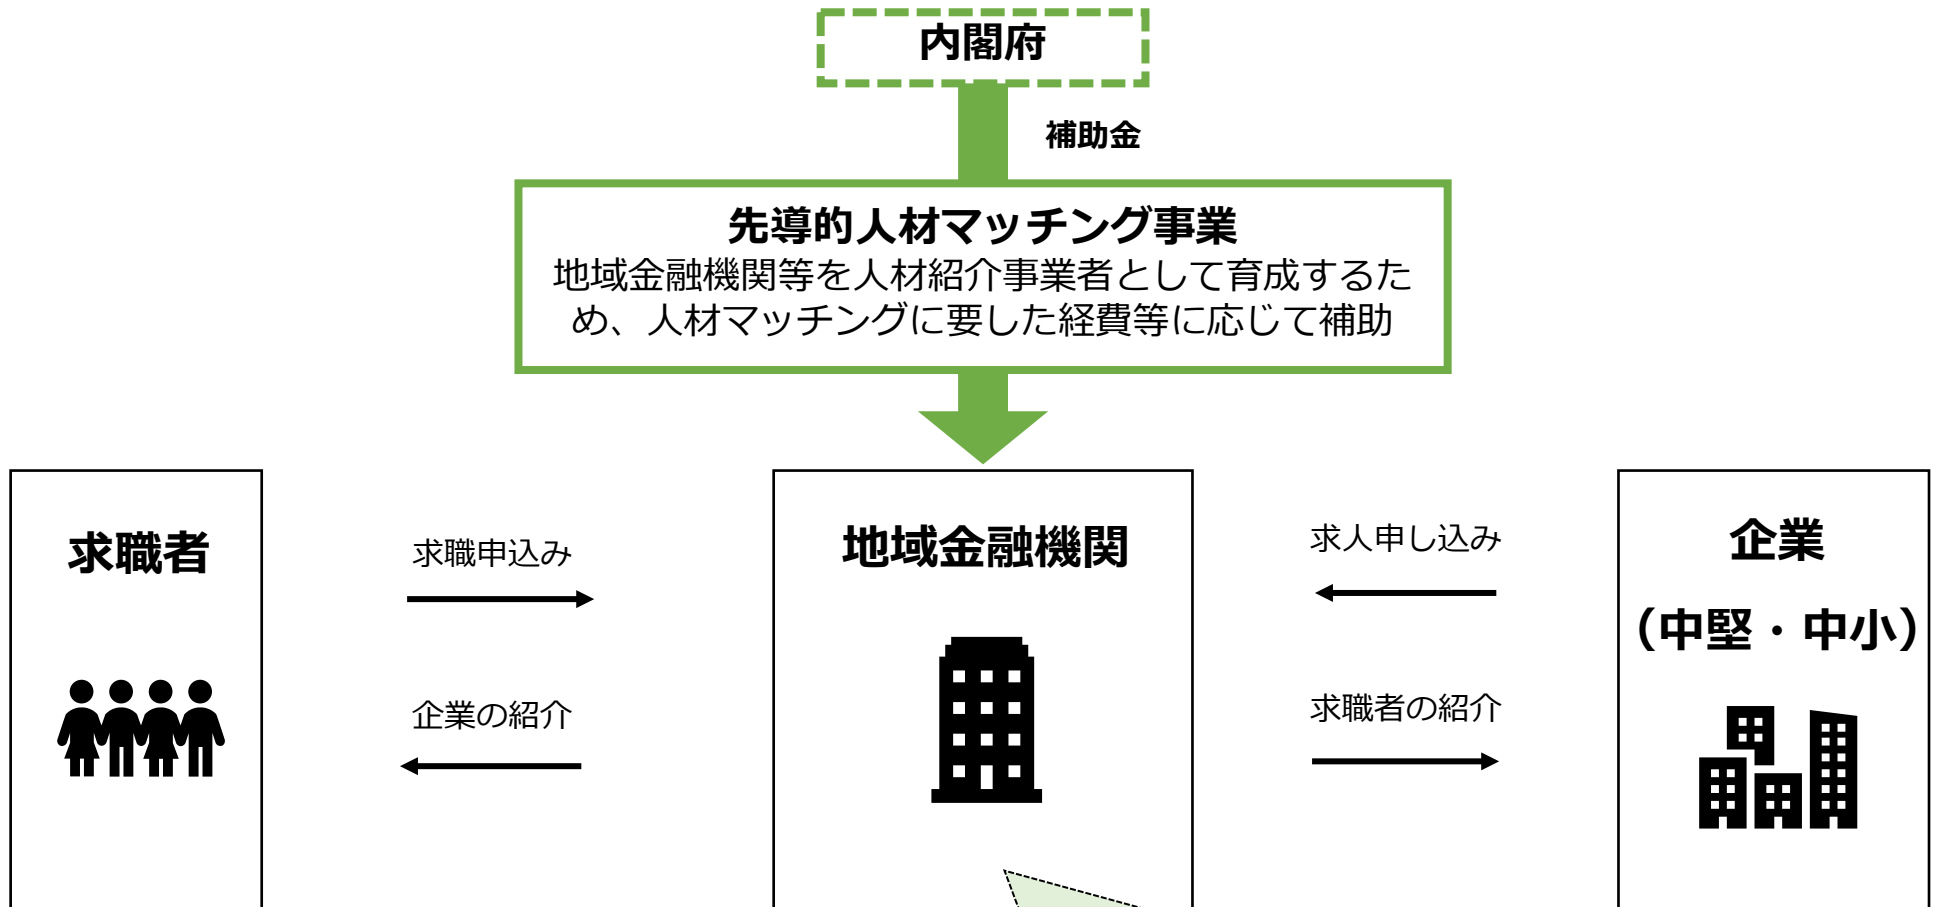 内閣府
補助金
先導的人材マッチング事業
地域金融機関等を人材紹介事業者として育成するた
め、人材マッチングに要した経費等に応じて補助
求職者
求職申込み
企業の紹介
地域金融機関
求人申し込み
求職者の紹介
企業
（中堅・中小）